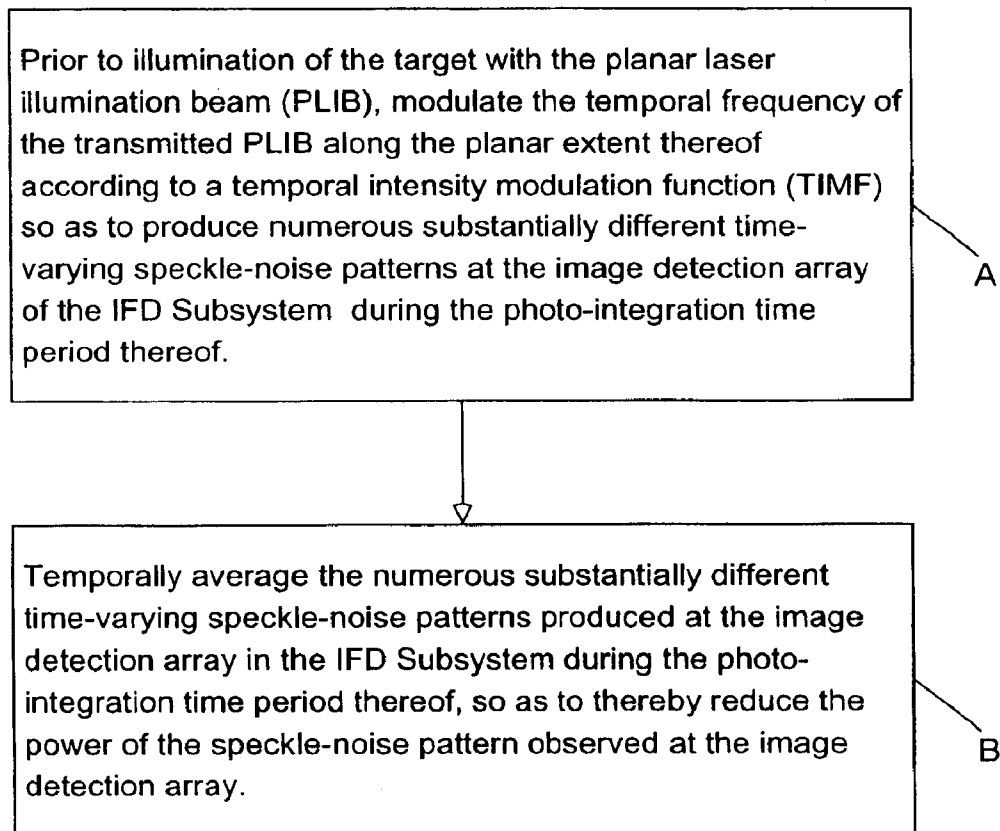 Prior to illumination of the target with the planar laser
illumination beam (PLIB), modulate the temporal frequency of
the transmitted PLIB along the planar extent thereof
according to a temporal intensity modulation function (TIMF)
so as to produce numerous substantially different time-
varying speckle-noise patterns at the image detection array
of the IFD Subsystem during the photo-integration time
period thereof.
A
Temporally average the numerous substantially different
time-varying speckle-noise patterns produced at the image
detection array in the IFD Subsystem during the photo-
integration time period thereof, so as to thereby reduce the
power of the speckle-noise pattern observed at the image
detection array.
B